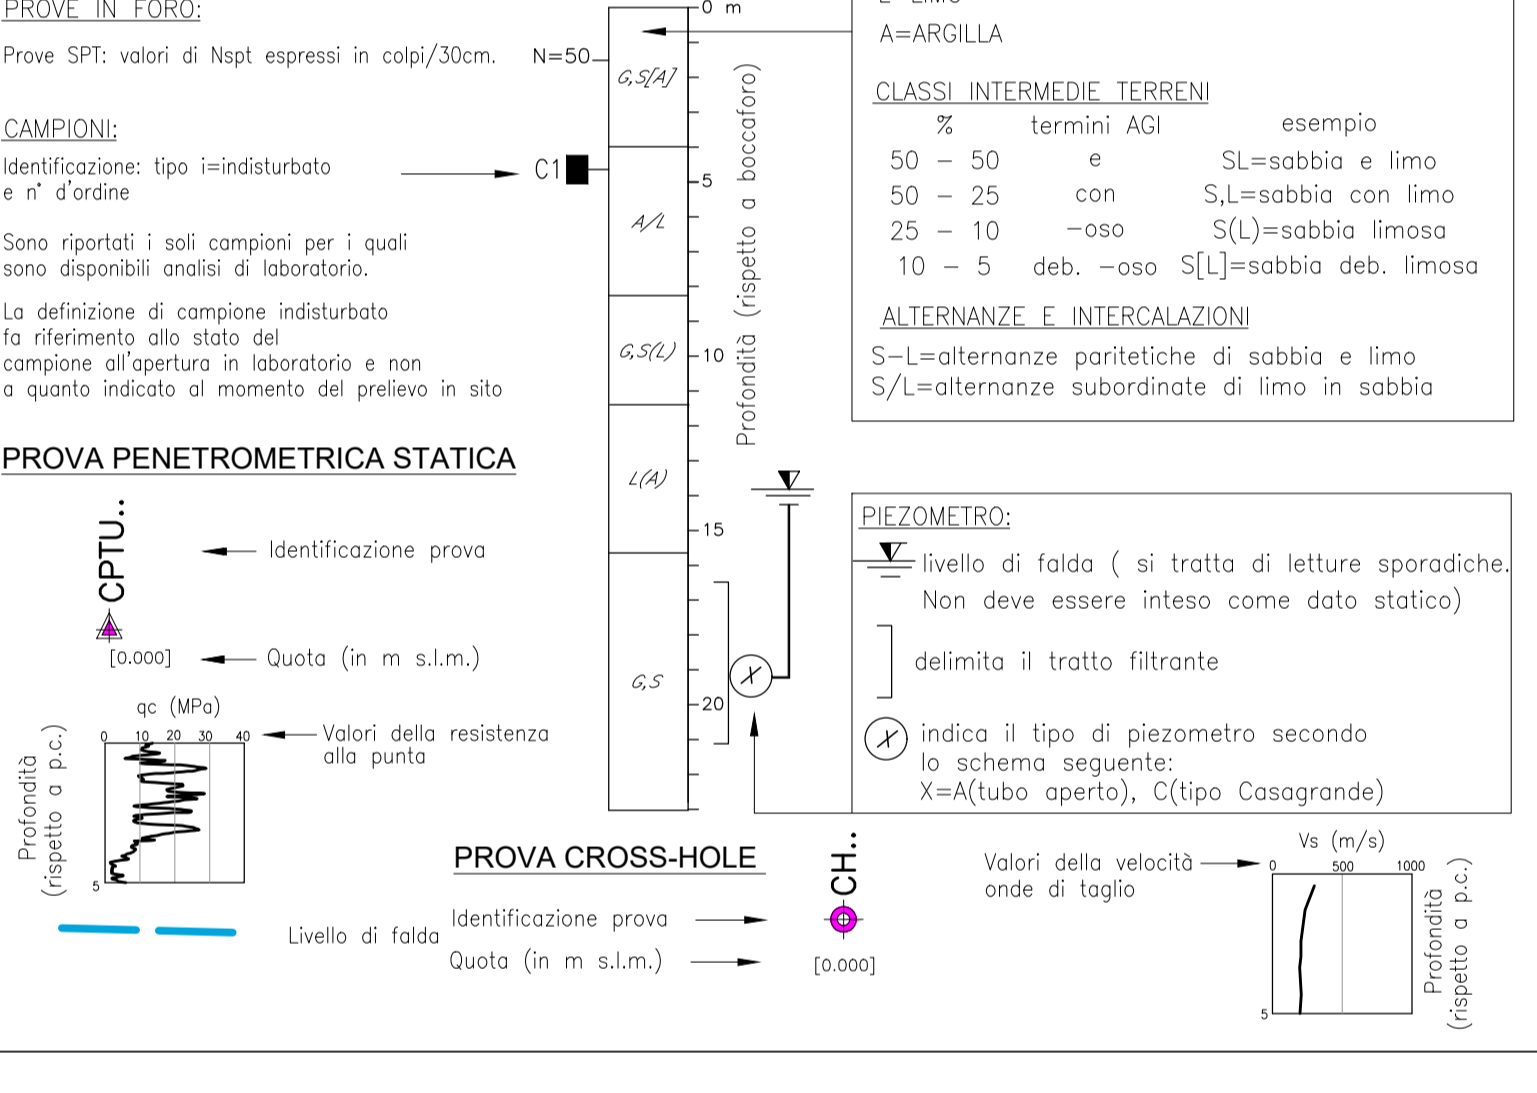 PROVE IN FORO:
Prove SPT: valori di Nspt espressi in colpi/30cm.
N=50
CAMPIONI:
Identificazione: tipo i=indisturbato
e n° d'ordine
C1
Sono riportati i soli campioni per i quali
sono disponibili analisi di laboratorio.
La definizione di campione indisturbato
fa riferimento allo stato del
campione all'apertura in laboratorio e non
a quanto indicato al momento del prelievo in sito
0 m
5
10
15
20
G,S[A]
A/L
G,S(L)
L(A)
G,S
Profondità (rispetto a boccaforo)
X
A=ARGILLA
CLASSI INTERMEDIE TERRENI
% termini AGI esempio
50 - 50 e SL=sabbia e limo
50 - 25 con S,L=sabbia con limo
25 - 10 -oso S(L)=sabbia limosa
10 - 5 deb. -oso S[L]=sabbia deb. limosa
ALTERNANZE E INTERCALAZIONI
S-L=alternanze paritetiche di sabbia e limo
S/L=alternanze subordinate di limo in sabbia
PROVA PENETROMETRICA STATICA
CPTU..
Identificazione prova
[0.000]
Quota (in m s.l.m.)
qc (MPa)
0 10 20 30 40
Valori della resistenza
alla punta
Profondità
(rispetto a p.c.)
5
Livello di falda
PIEZOMETRO:
livello di falda ( si tratta di letture sporadiche.
Non deve essere inteso come dato statico)
delimita il tratto filtrante
X
indica il tipo di piezometro secondo
lo schema seguente:
X=A(tubo aperto), C(tipo Casagrande)
PROVA CROSS-HOLE
CH..
Identificazione prova
Quota (in m s.l.m.)
[0.000]
Valori della velocità
onde di taglio
Vs (m/s)
0 500 1000
5
Profondità
(rispetto a p.c.)